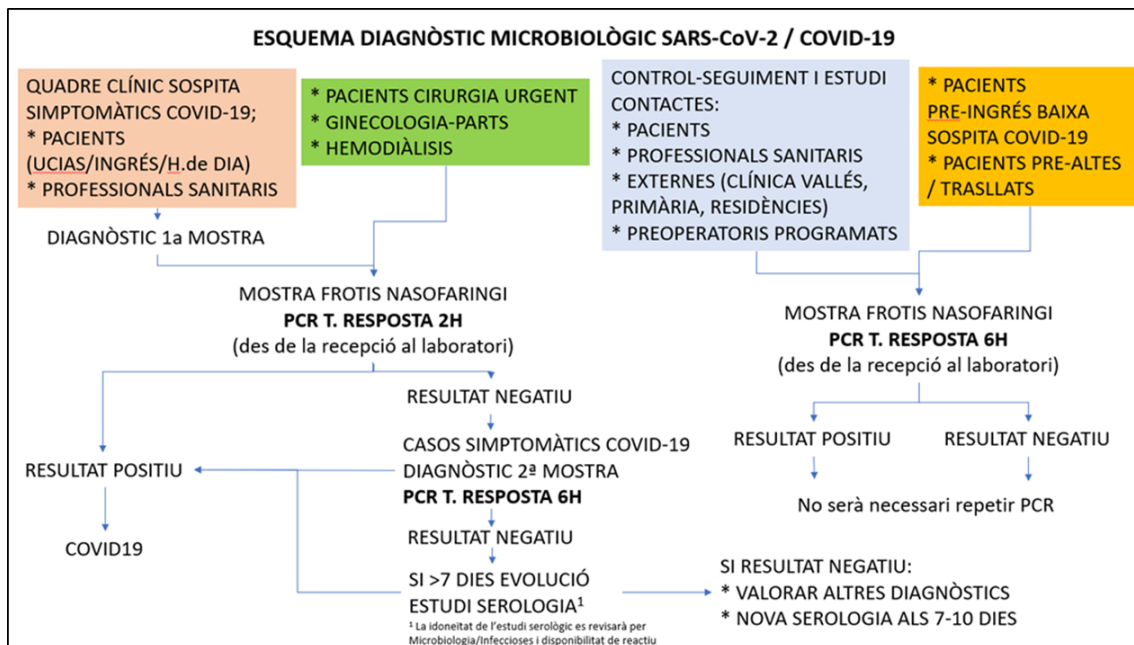 ESQUEMA DIAGNÒSTIC MICROBIOLÒGIC SARS-CoV-2 / COVID-19
QUADRE CLÍNIC SOSPITA
SIMPTOMÀTICS COVID-19;
* PACIENTS
(UCIAS/INGRÉS/H.de DIA)
* PROFESSIONALS SANITARIS
* PACIENTS CIRURGIA URGENT
* GINECOLOGIA-PARTS
* HEMODIÀLISIS
CONTROL-SEGUIMENT I ESTUDI
CONTACTES:
* PACIENTS
* PROFESSIONALS SANITARIS
* EXTERNES (CLÍNICA VALLÉS,
PRIMÀRIA, RESIDÈNCIES)
* PREOPERATORIS PROGRAMATS
* PACIENTS
PRE-INGRÉS BAIXA
SOSPITA COVID-19
* PACIENTS PRE-ALTES
/ TRASLLATS
DIAGNÒSTIC 1a MOSTRA
MOSTRA FROTIS NASOFARINGI
PCR T. RESPOSTA 2H
(des de la recepció al laboratori)
MOSTRA FROTIS NASOFARINGI
PCR T. RESPOSTA 6H
(des de la recepció al laboratori)
RESULTAT NEGATIU
CASOS SIMPTOMÀTICS COVID-19
DIAGNÒSTIC 2ª MOSTRA
PCR T. RESPOSTA 6H
RESULTAT POSITIU
COVID19
RESULTAT NEGATIU
SI >7 DIES EVOLUCIÓ
ESTUDI SEROLOGIA¹
¹ La idoneïtat de l'estudi serològic es revisarà per
Microbiologia/Infeccioses i disponibilitat de reactiu
RESULTAT POSITIU
RESULTAT NEGATIU
No serà necessari repetir PCR
SI RESULTAT NEGATIU:
* VALORAR ALTRES DIAGNÒSTICS
* NOVA SEROLOGIA ALS 7-10 DIES